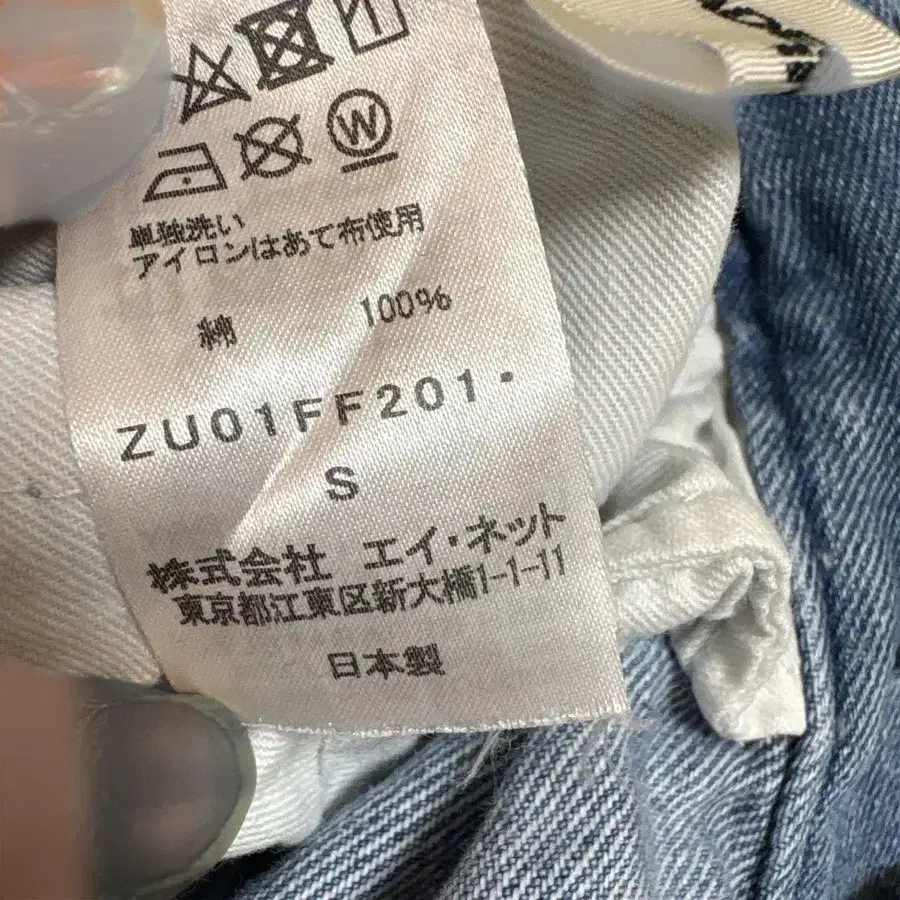 W
単独洗い
アイロンはあて布使用
綿 100%
ZU01FF201.
S
株式会社 エイ・ネット
東京都江東区新大橋1-1-11
日本製